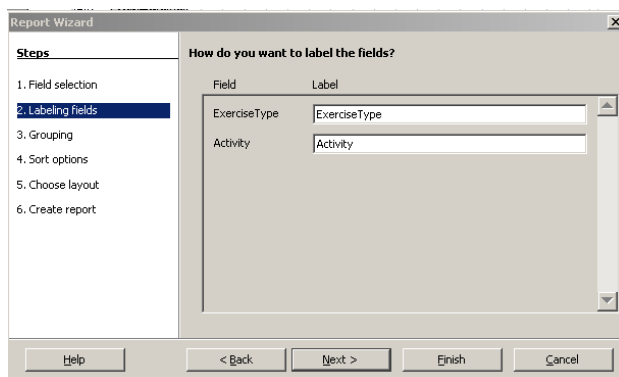 Report Wizard
Steps
1. Field selection
2. Labeling fields
3. Grouping
4. Sort options
5. Choose layout
6. Create report
How do you want to label the fields?
Field Label
ExerciseType ExerciseType
Activity Activity
Help < Back Next > Finish Cancel